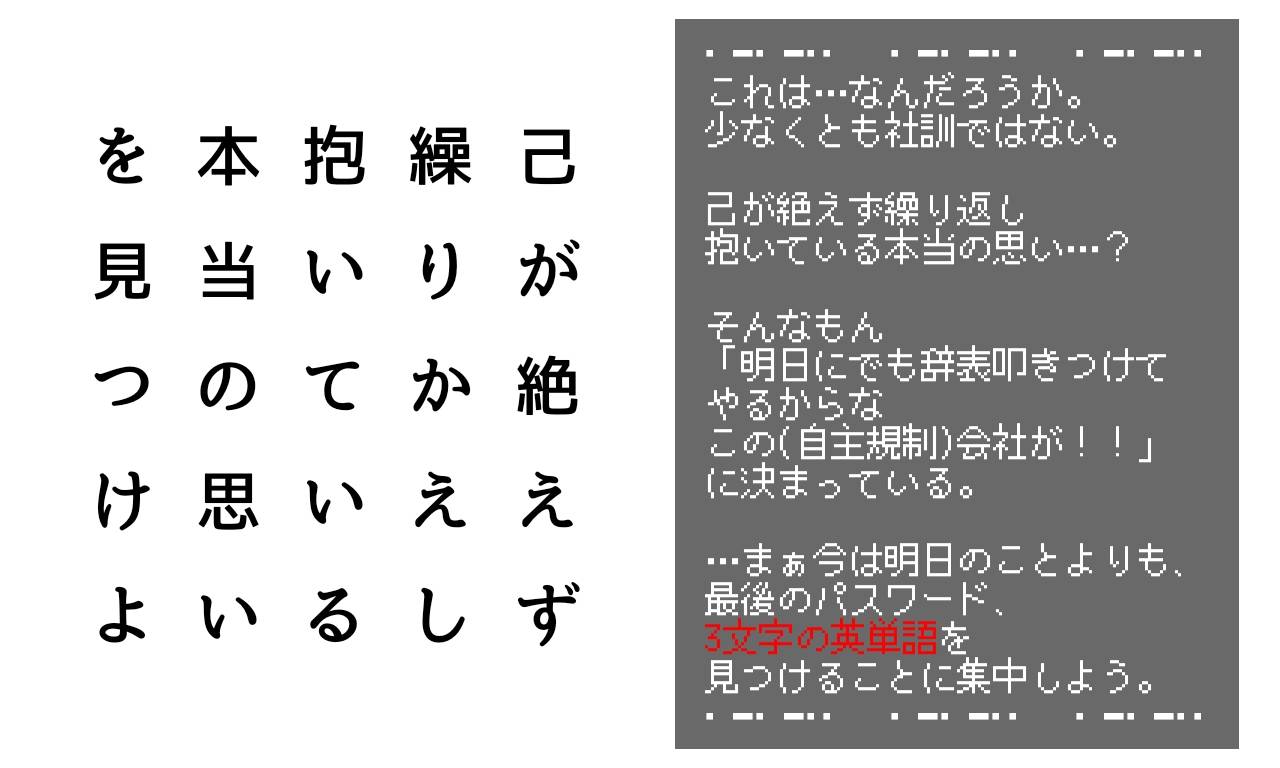 己が絶えず
繰りかえし
抱いている
本当の思い
を見つけよ
· −· −·· · −· −·· · −· −··
これは…なんだろうか。
少なくとも社訓ではない。
己が絶えず繰り返し
抱いている本当の思い…？
そんなもん
「明日にでも辞表叩きつけて
やるからな
この(自主規制)会社が！！」
に決まっている。
…まぁ今は明日のことよりも、
最後のパスワード、
3文字の英単語を
見つけることに集中しよう。
· −· −·· · −· −·· · −· −··